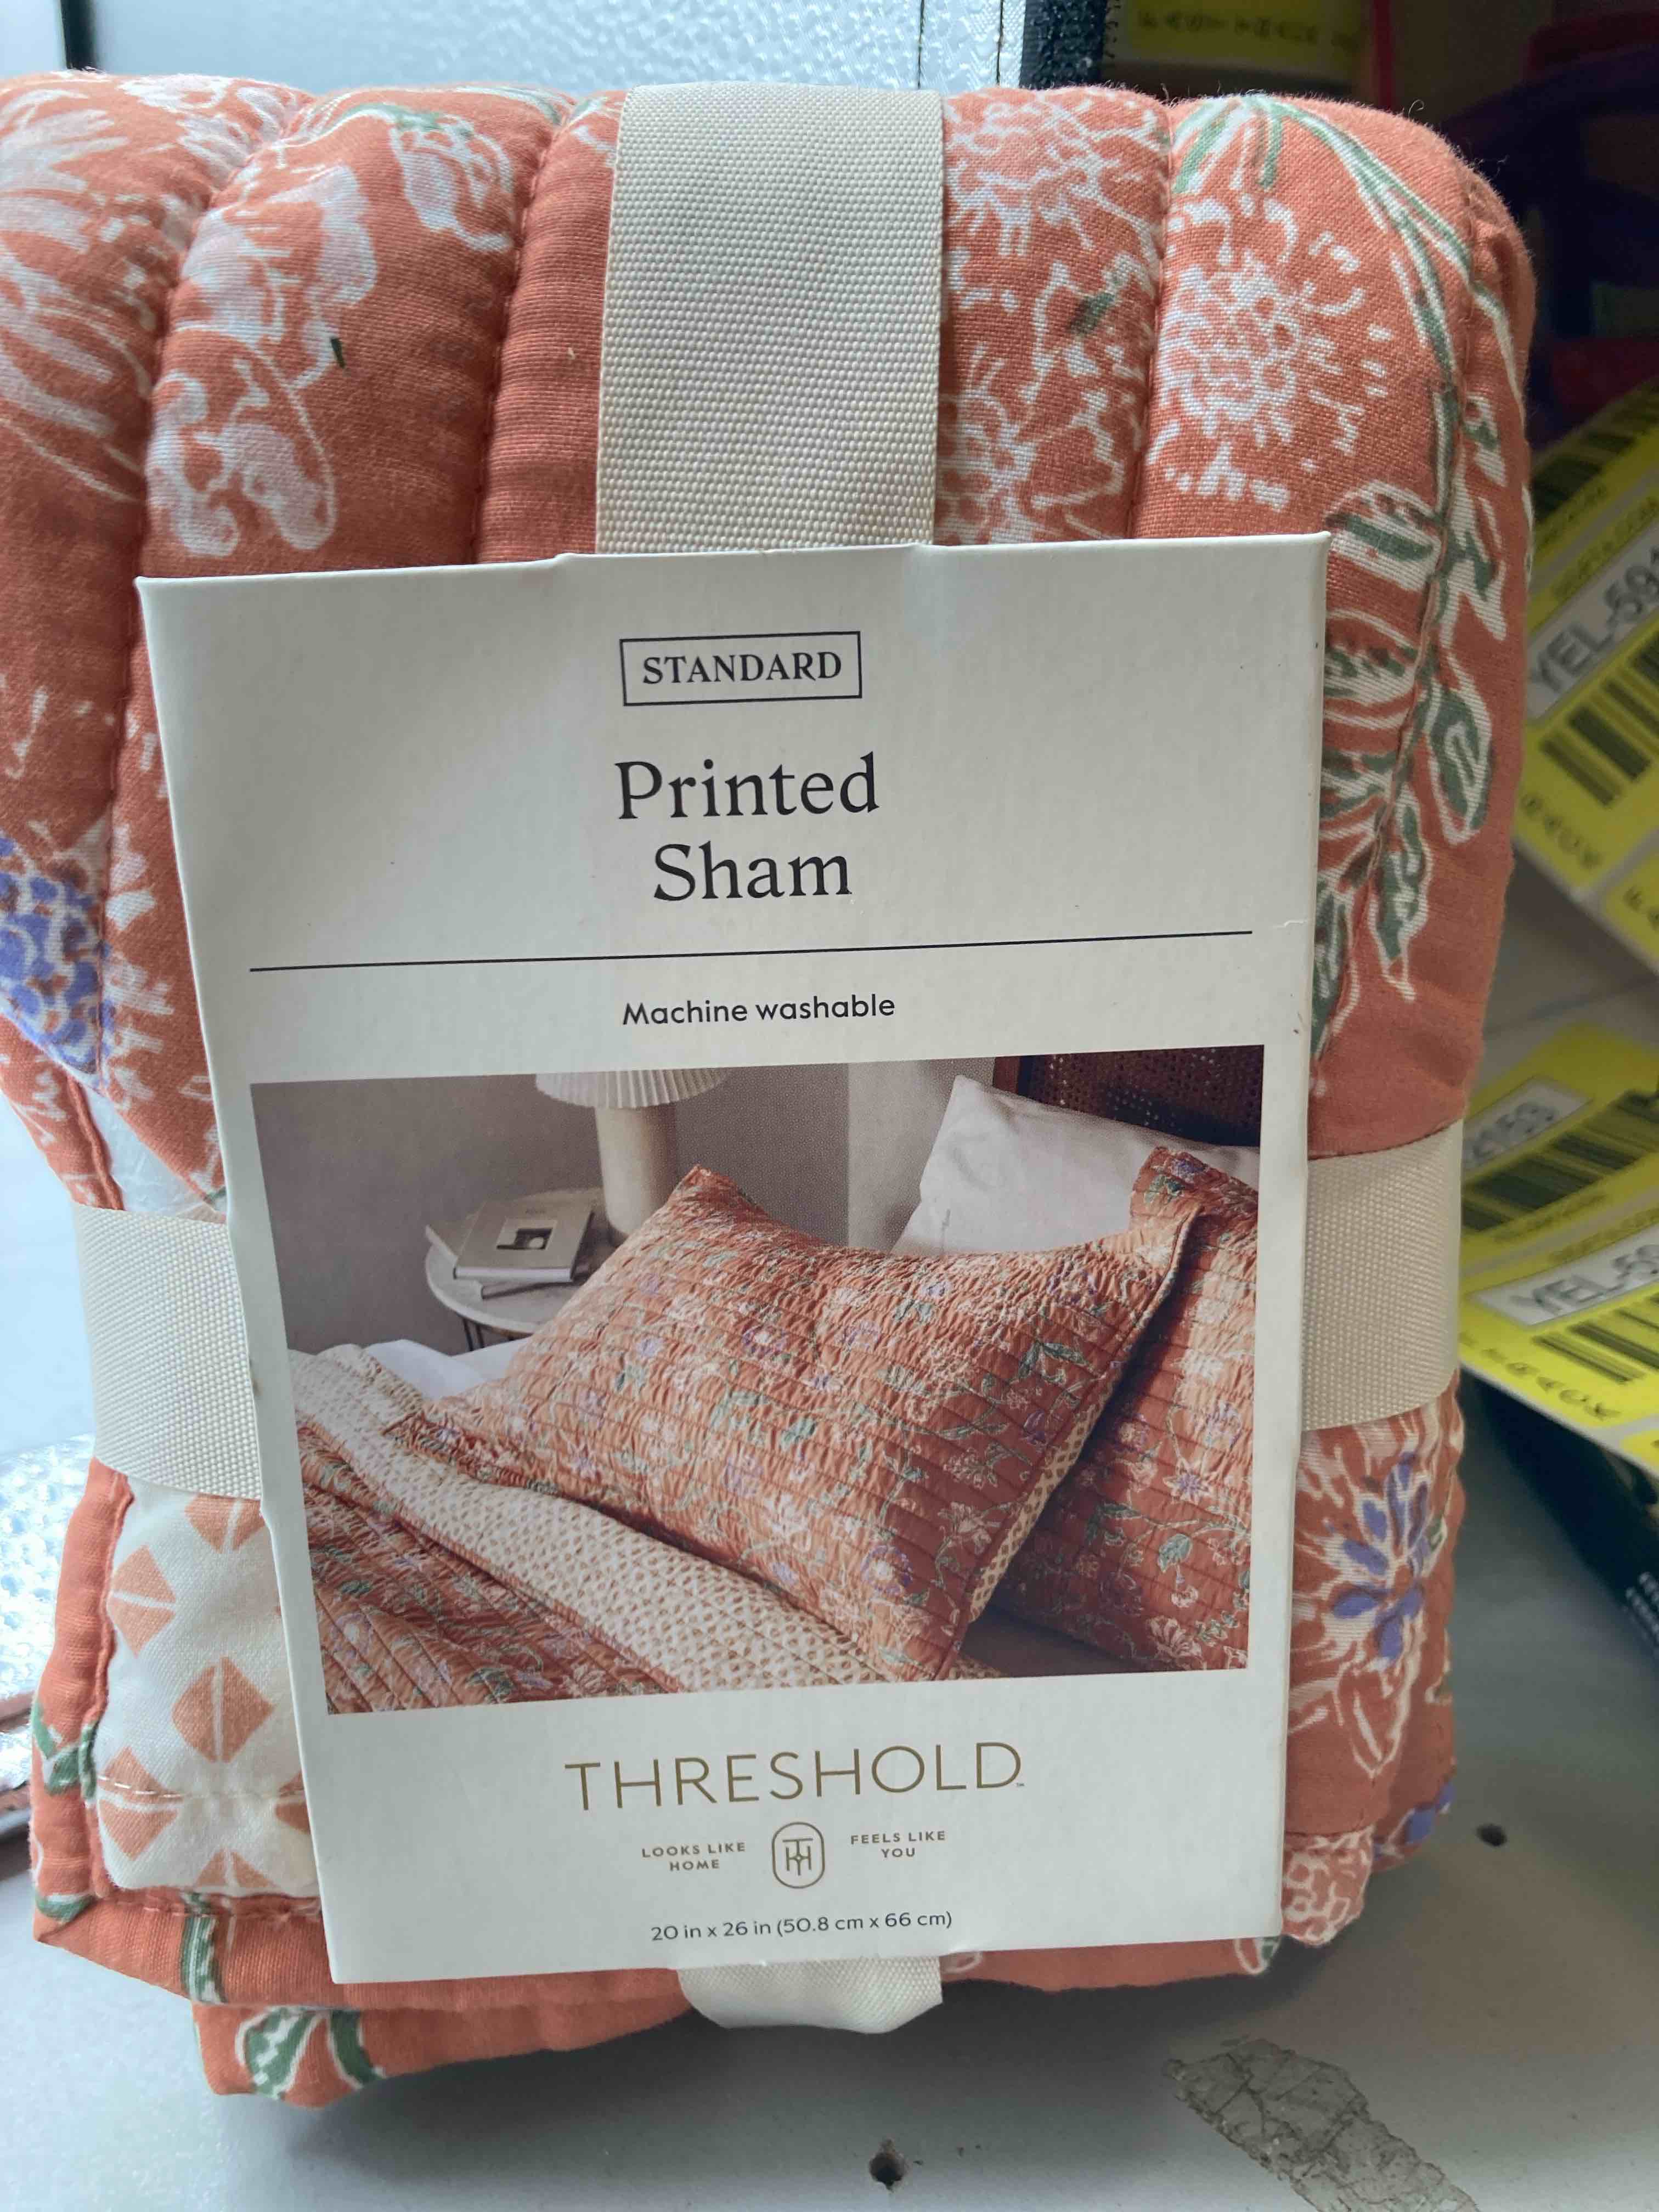 STANDARD
Printed
Sham
Machine washable
THRESHOLD™
LOOKS LIKE
HOME
FEELS LIKE
YOU
20 in x 26 in (50.8 cm x 66 cm)